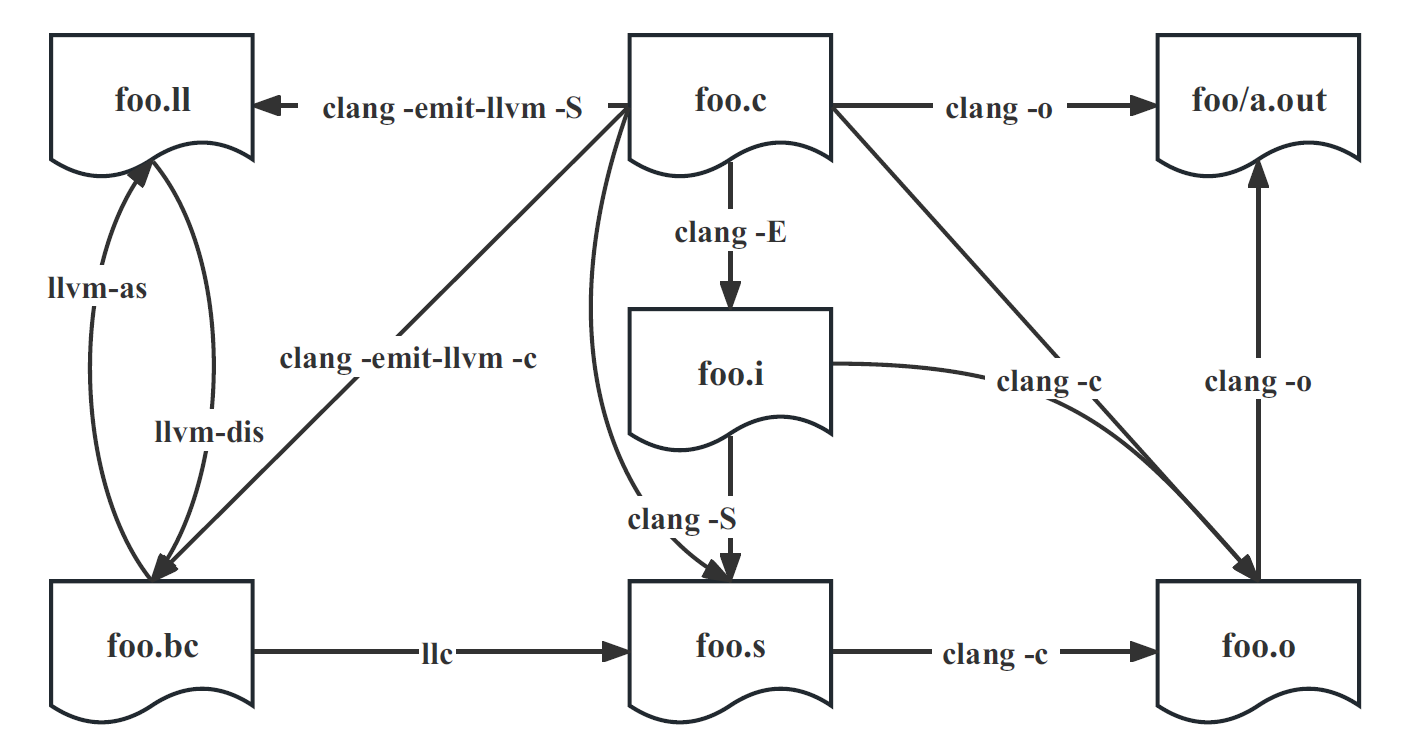 foo.ll
clang -emit-llvm -S
foo.c
clang -o
foo/a.out
clang -E
llvm-as
clang -emit-llvm -c
foo.i
clang -c
clang -o
llvm-dis
clang -S
foo.bc
llc
foo.s
clang -c
foo.o